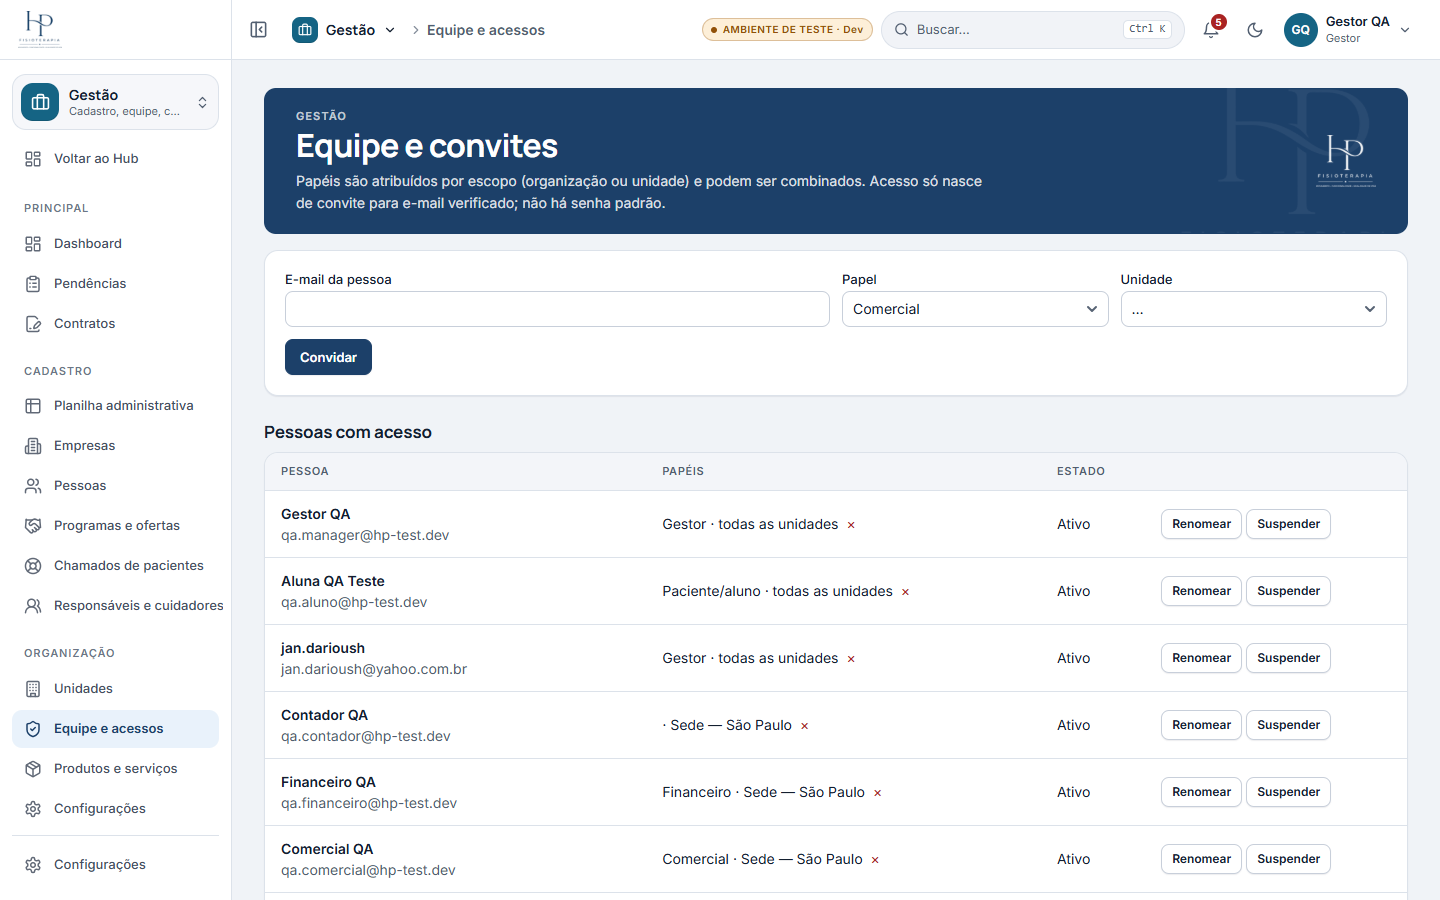 HP
FISIOTERAPIA
Gestão
Equipe e acessos
AMBIENTE DE TESTE · Dev
Buscar...
Ctrl K
5
GQ
Gestor QA
Gestor
Gestão
Cadastro, equipe, c...
Voltar ao Hub
PRINCIPAL
Dashboard
Pendências
Contratos
CADASTRO
Planilha administrativa
Empresas
Pessoas
Programas e ofertas
Chamados de pacientes
Responsáveis e cuidadores
ORGANIZAÇÃO
Unidades
Equipe e acessos
Produtos e serviços
Configurações
Configurações
GESTÃO
Equipe e convites
Papéis são atribuídos por escopo (organização ou unidade) e podem ser combinados. Acesso só nasce
de convite para e-mail verificado; não há senha padrão.
HP
FISIOTERAPIA
E-mail da pessoa
Papel
Unidade
Comercial
...
Convidar
Pessoas com acesso
PESSOA
PAPÉIS
ESTADO
Gestor QA
qa.manager@hp-test.dev
Gestor · todas as unidades ×
Ativo
Renomear
Suspender
Aluna QA Teste
qa.aluno@hp-test.dev
Paciente/aluno · todas as unidades ×
Ativo
Renomear
Suspender
jan.darioush
jan.darioush@yahoo.com.br
Gestor · todas as unidades ×
Ativo
Renomear
Suspender
Contador QA
qa.contador@hp-test.dev
· Sede — São Paulo ×
Ativo
Renomear
Suspender
Financeiro QA
qa.financeiro@hp-test.dev
Financeiro · Sede — São Paulo ×
Ativo
Renomear
Suspender
Comercial QA
qa.comercial@hp-test.dev
Comercial · Sede — São Paulo ×
Ativo
Renomear
Suspender